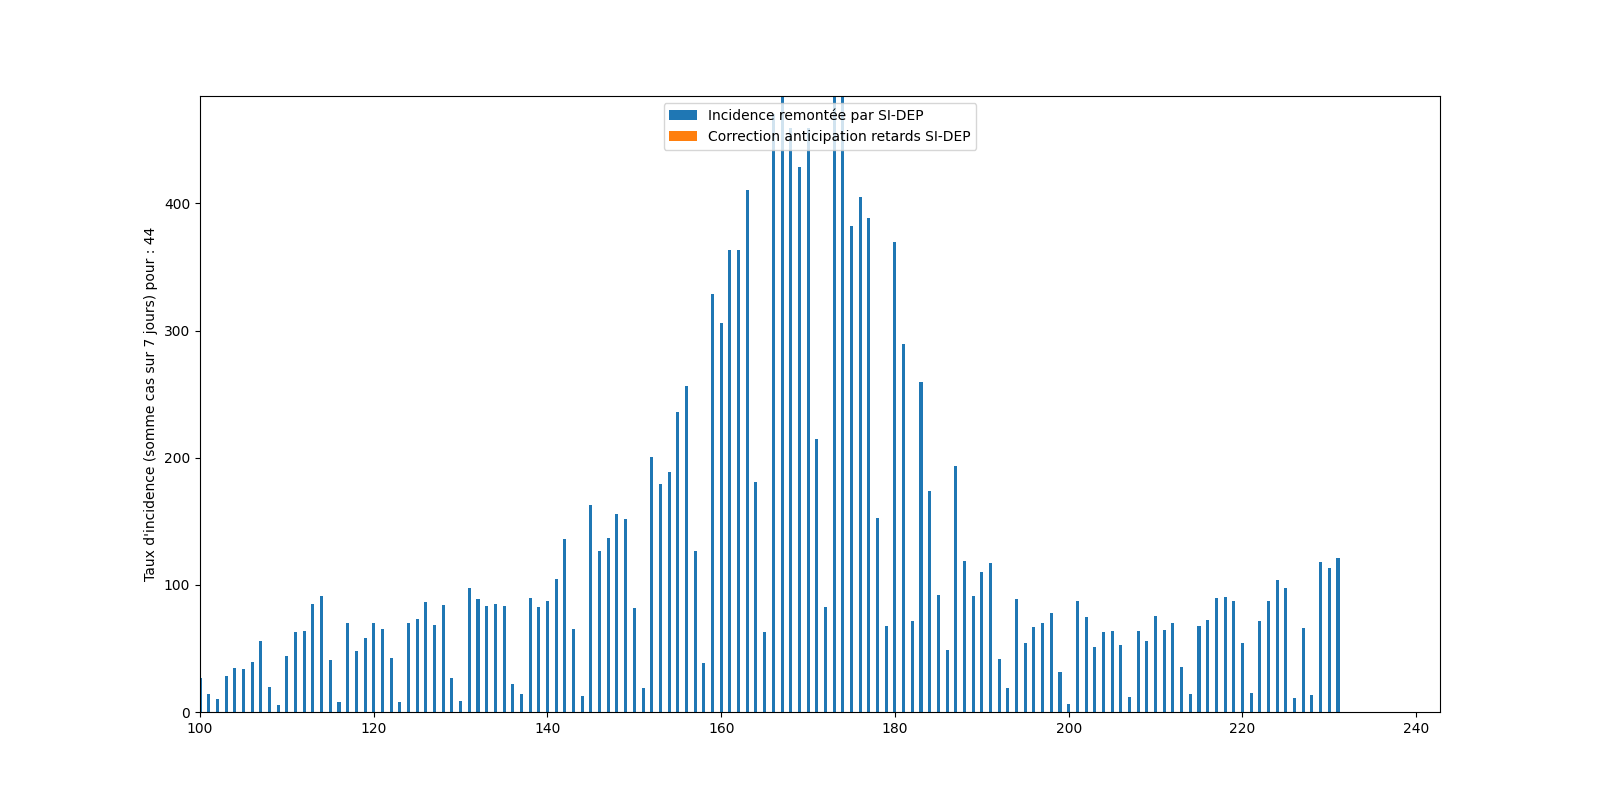 Incidence remontée par SI-DEP
Correction anticipation retards SI-DEP
Taux d'incidence (somme cas sur 7 jours) pour : 44
400
300
200
100
0
100 120 140 160 180 200 220 240